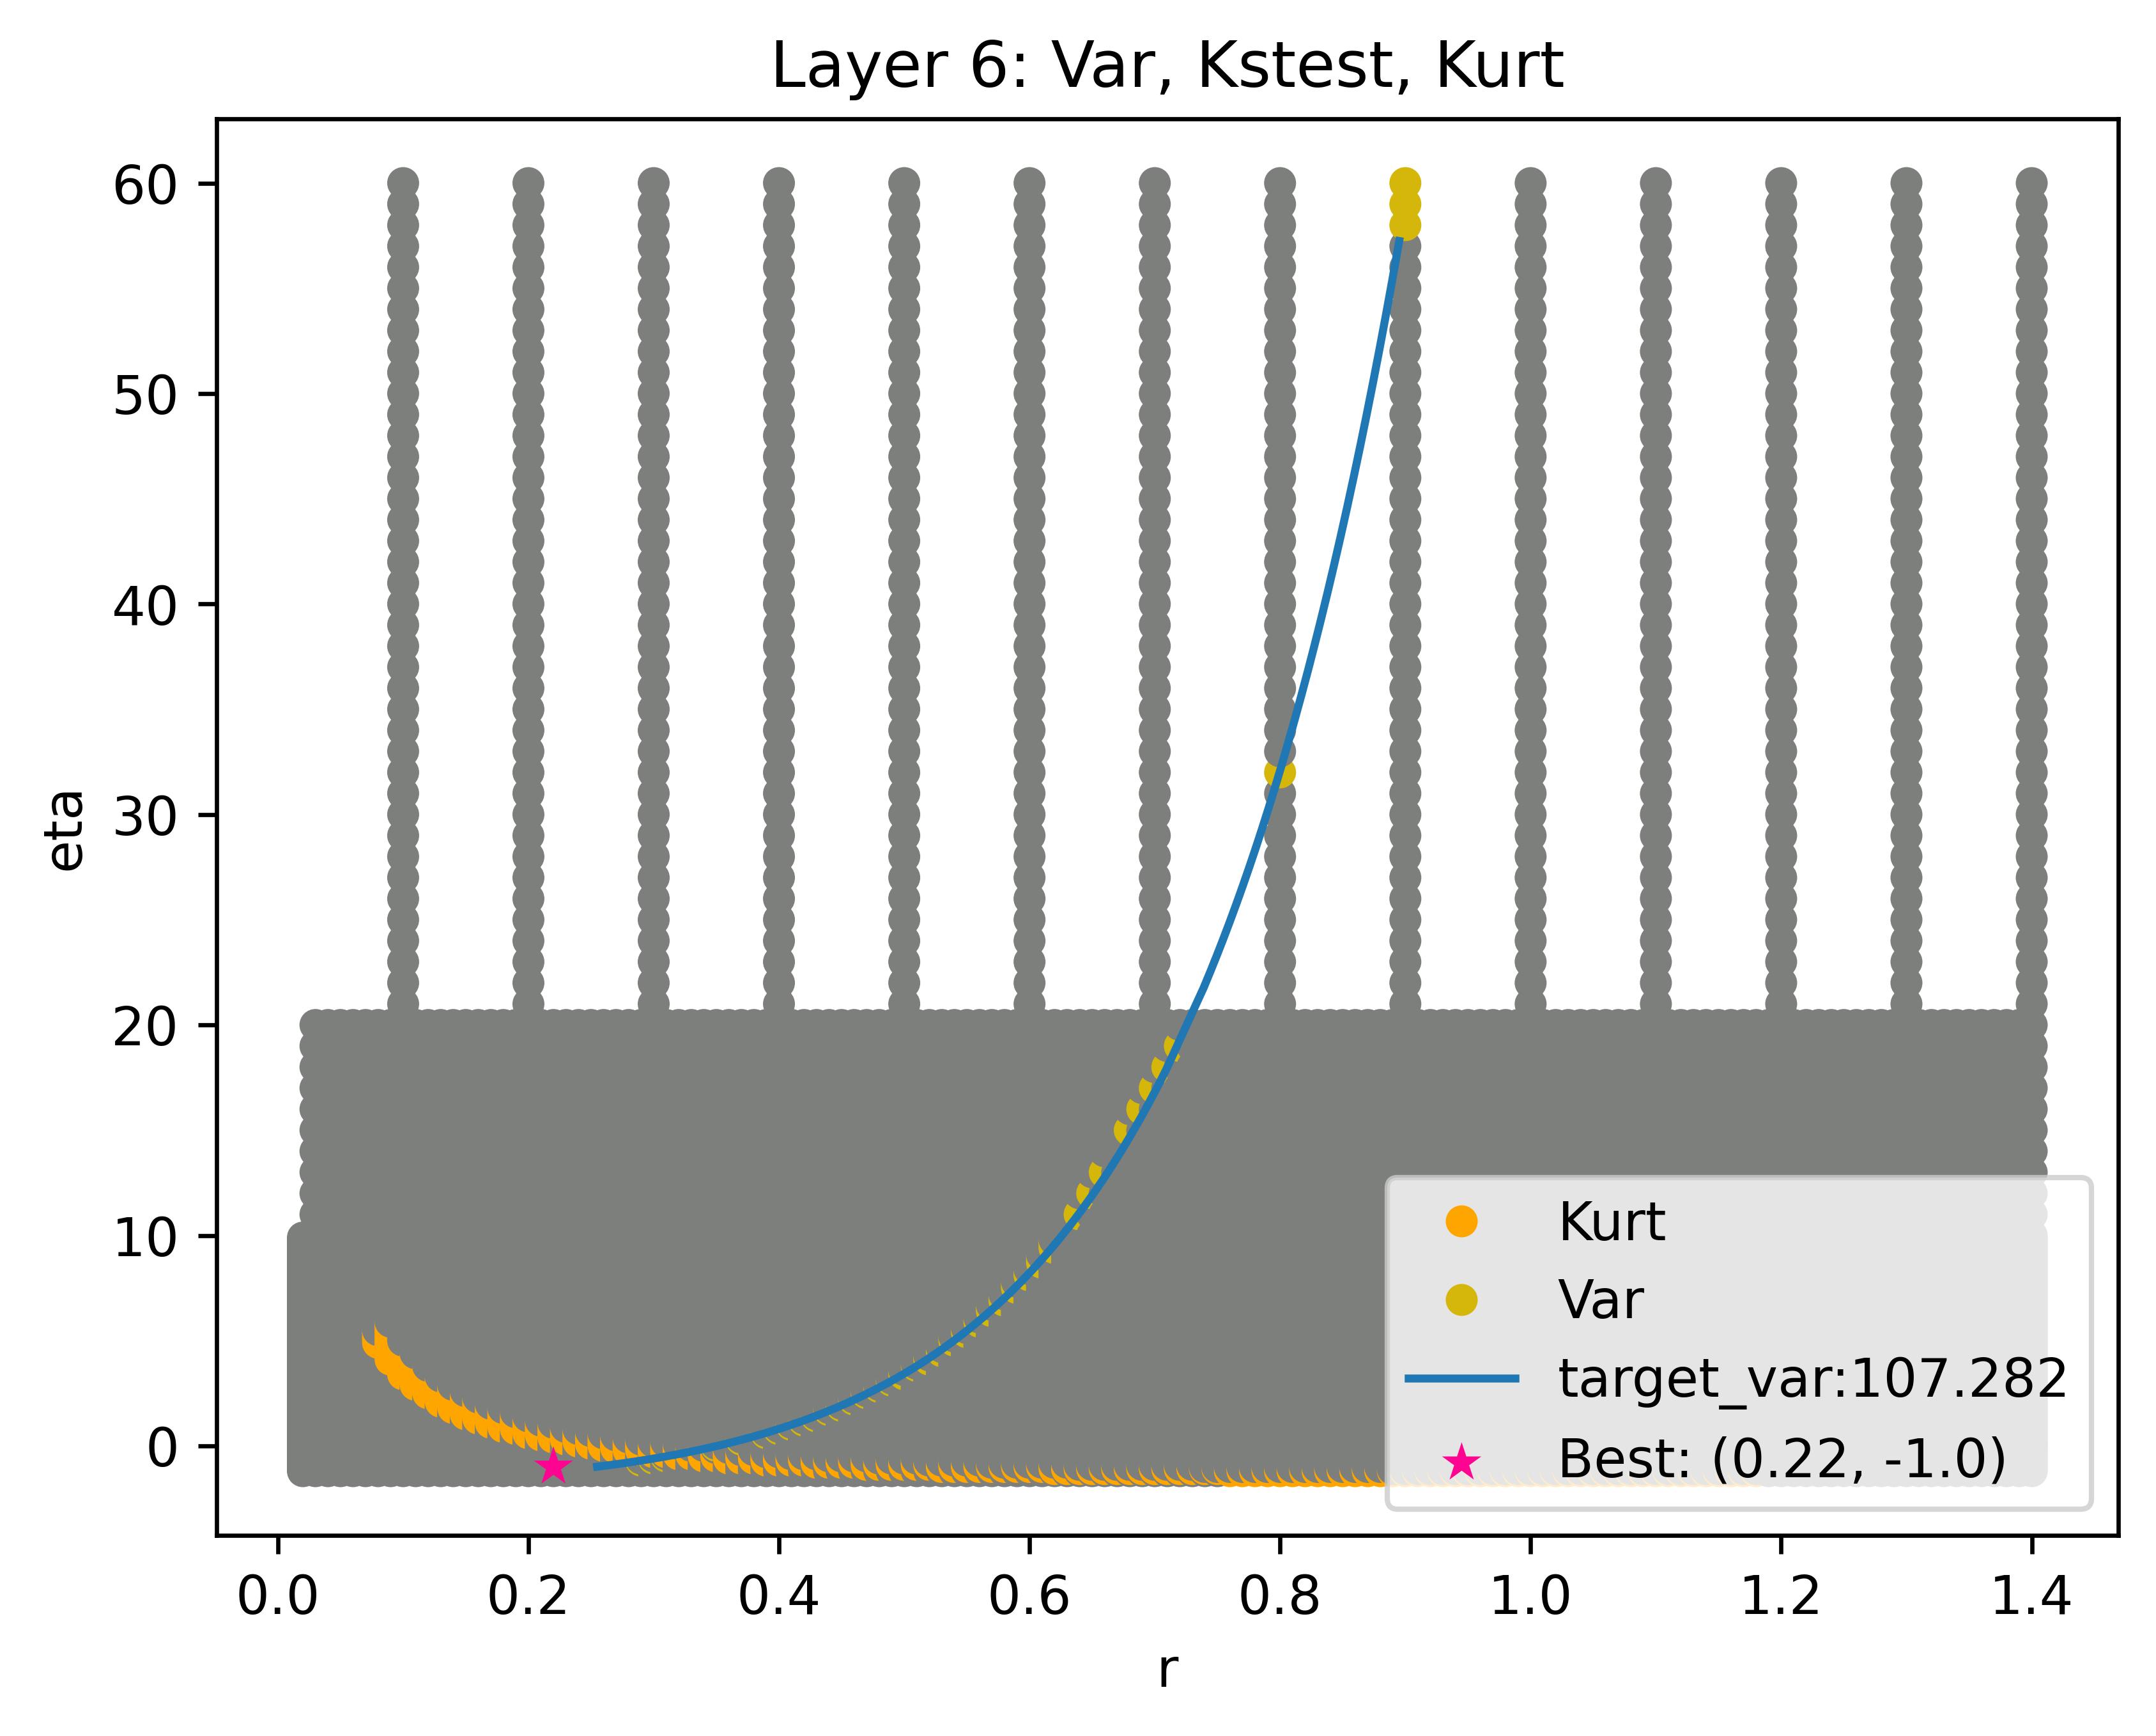 Layer 6: Var, Kstest, Kurt
60
50
40
30
20
10
0
eta
Kurt
Var
target_var:107.282
Best: (0.22, -1.0)
0.0 0.2 0.4 0.6 0.8 1.0 1.2 1.4
r